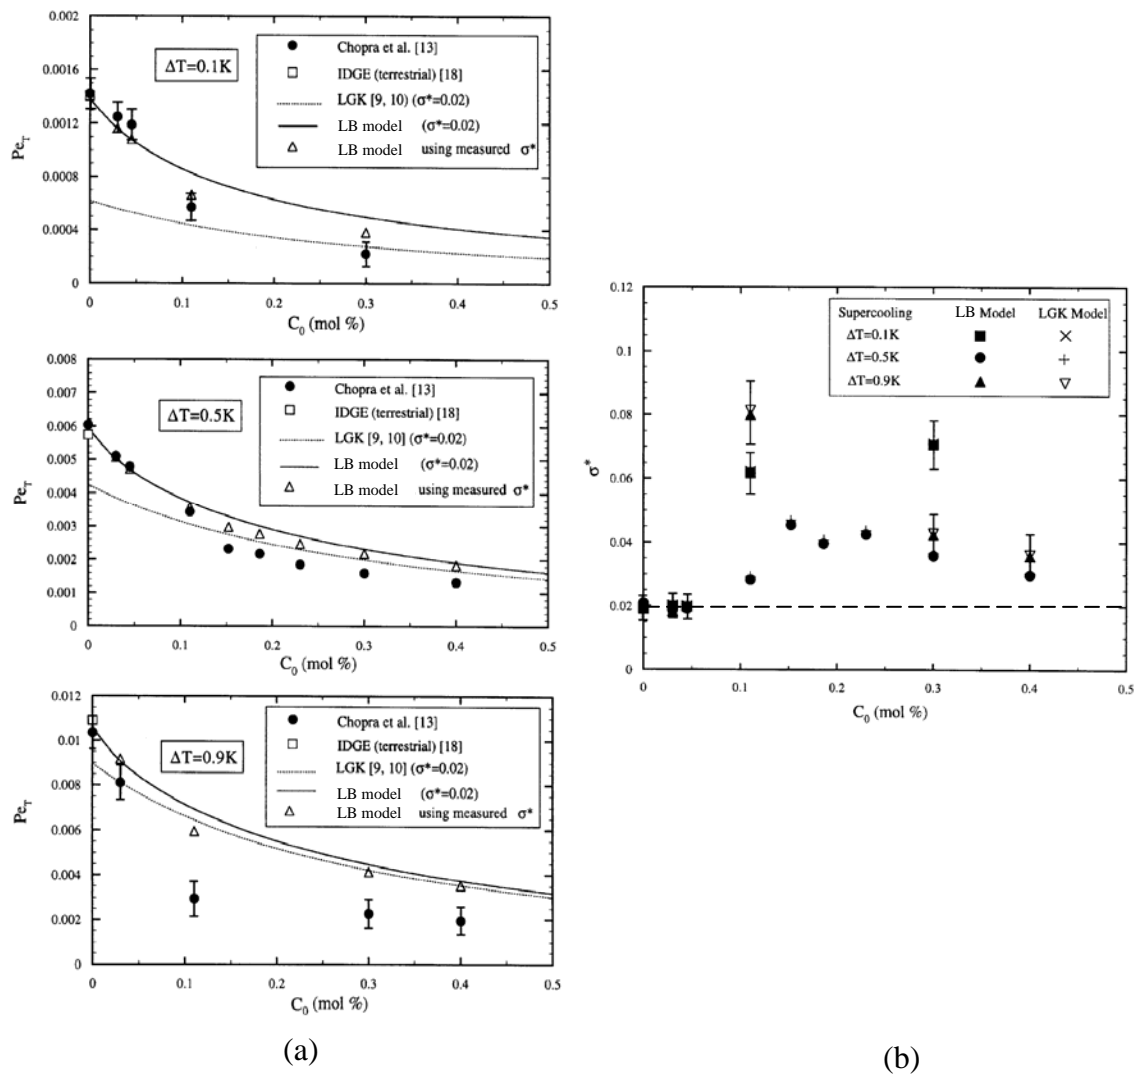 0.002
0.0016
0.0012
0.0008
0.0004
0
Pe_T
ΔT=0.1K
Chopra et al. [13]
IDGE (terrestrial) [18]
LGK [9, 10) (σ*=0.02)
LB model (σ*=0.02)
LB model using measured σ*
0 0.1 0.2 0.3 0.4 0.5
C_0 (mol %)
0.008
0.007
0.006
0.005
0.004
0.003
0.002
0.001
0
Pe_T
ΔT=0.5K
Chopra et al. [13]
IDGE (terrestrial) [18]
LGK [9, 10] (σ*=0.02)
LB model (σ*=0.02)
LB model using measured σ*
0 0.1 0.2 0.3 0.4 0.5
C_0 (mol %)
0.012
0.01
0.008
0.006
0.004
0.002
0
Pe_T
ΔT=0.9K
Chopra et al. [13]
IDGE (terrestrial) [18]
LGK [9, 10] (σ*=0.02)
LB model (σ*=0.02)
LB model using measured σ*
0 0.1 0.2 0.3 0.4 0.5
C_0 (mol %)
(a)
0.12
0.1
0.08
0.06
0.04
0.02
0
σ*
Supercooling LB Model LGK Model
ΔT=0.1K
ΔT=0.5K
ΔT=0.9K
0 0.1 0.2 0.3 0.4 0.5
C_0 (mol %)
(b)